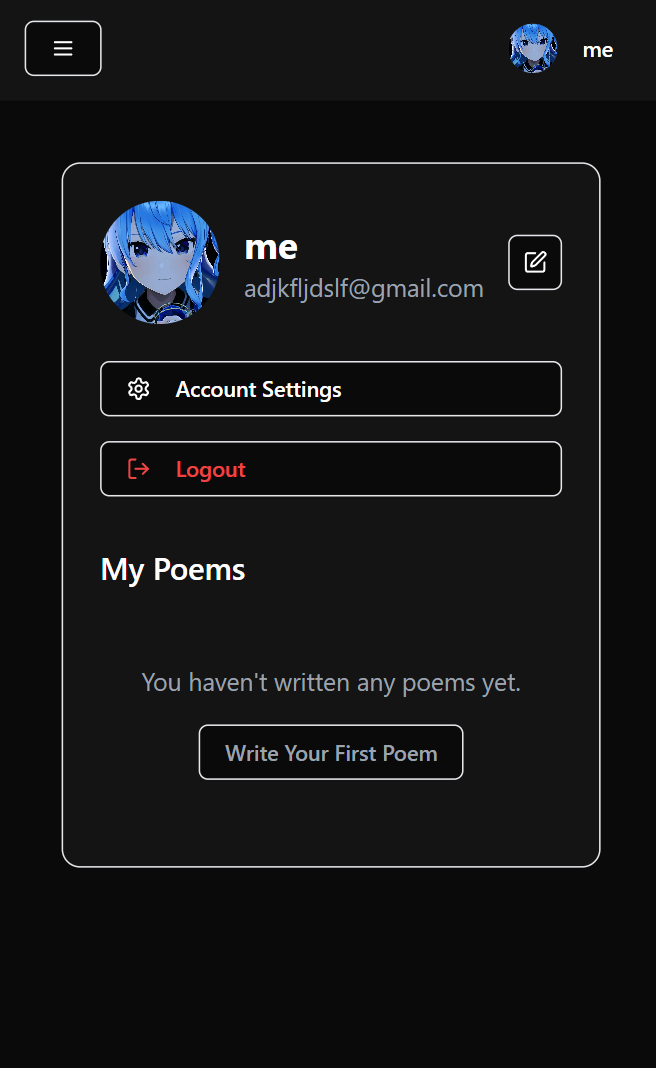 me
me
adjkfljdslf@gmail.com
Account Settings
Logout
My Poems
You haven't written any poems yet.
Write Your First Poem